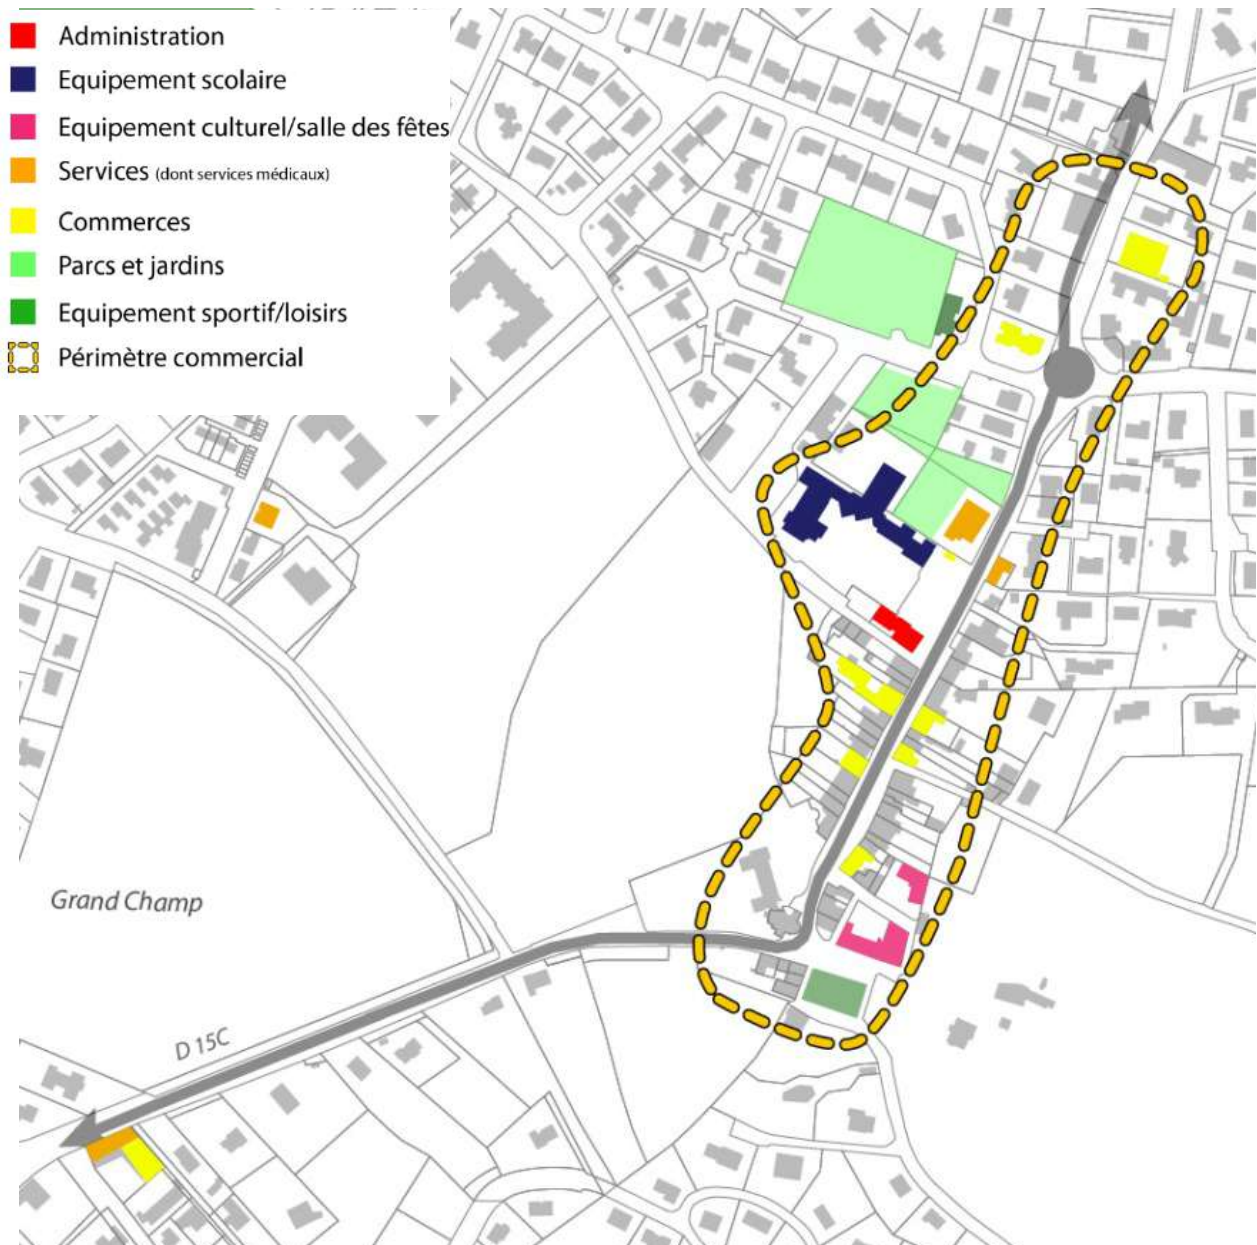 Administration
Equipement scolaire
Equipement culturel/salle des fêtes
Services (dont services médicaux)
Commerces
Parcs et jardins
Equipement sportif/loisirs
Périmètre commercial
Grand Champ
D 15C